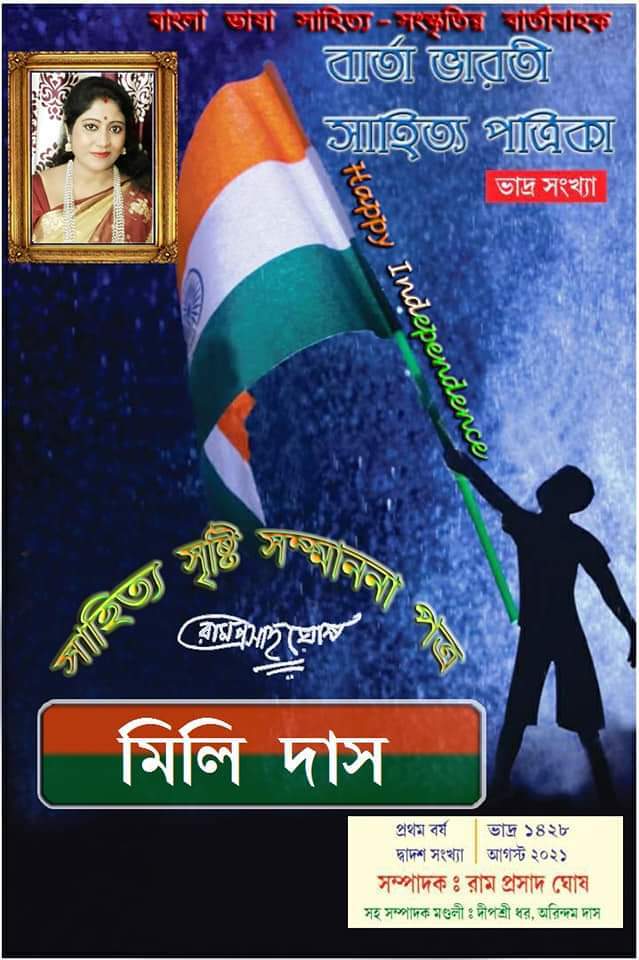 বাংলা ভাষা সাহিত্য - সংস্কৃতির বার্তাবাহক
বার্তা ভারতী
সাহিত্য পত্রিকা
ভাদ্র সংখ্যা
Happy Independence
সাহিত্য সৃষ্টি সম্মাননা পত্র
রামপ্রসাদ ঘোষ
মিলি দাস
প্রথম বর্ষ | ভাদ্র ১৪২৮
দ্বাদশ সংখ্যা | আগস্ট ২০২১
সম্পাদক ঃ রাম প্রসাদ ঘোষ
সহ সম্পাদক মণ্ডলী ঃ দীপশ্রী ধর, অরিন্দম দাস